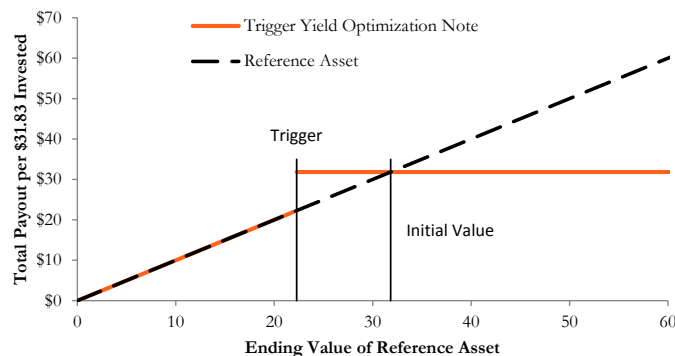 Trigger Yield Optimization Note
Reference Asset
Total Payout per $31.83 Invested
$70
$60
$50
$40
$30
$20
$10
$0
Trigger
Initial Value
0
10
20
30
40
50
60
Ending Value of Reference Asset